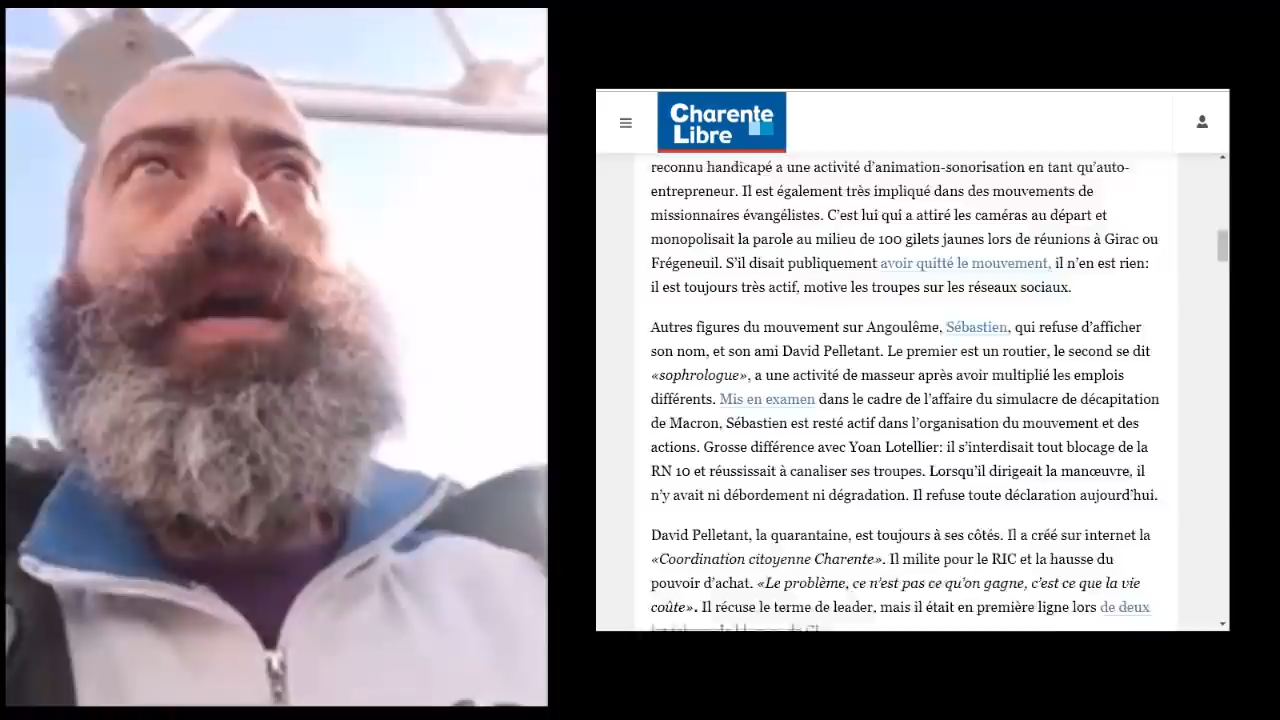 Charente
Libre
reconnu handicapé a une activité d'animation-sonorisation en tant qu'auto-
entrepreneur. Il est également très impliqué dans des mouvements de
missionnaires évangélistes. C'est lui qui a attiré les caméras au départ et
monopolisait la parole au milieu de 100 gilets jaunes lors de réunions à Girac ou
Frégeneuil. S'il disait publiquement avoir quitté le mouvement, il n'en est rien:
il est toujours très actif, motive les troupes sur les réseaux sociaux.
Autres figures du mouvement sur Angoulême, Sébastien, qui refuse d'afficher
son nom, et son ami David Pelletant. Le premier est un routier, le second se dit
«sophrologue», a une activité de masseur après avoir multiplié les emplois
différents. Mis en examen dans le cadre de l'affaire du simulacre de décapitation
de Macron, Sébastien est resté actif dans l'organisation du mouvement et des
actions. Grosse différence avec Yoan Lotellier: il s'interdisait tout blocage de la
RN 10 et réussissait à canaliser ses troupes. Lorsqu'il dirigeait la manœuvre, il
n'y avait ni débordement ni dégradation. Il refuse toute déclaration aujourd'hui.
David Pelletant, la quarantaine, est toujours à ses côtés. Il a créé sur internet la
«Coordination citoyenne Charente». Il milite pour le RIC et la hausse du
pouvoir d'achat. «Le problème, ce n'est pas ce qu'on gagne, c'est ce que la vie
coûte». Il récuse le terme de leader, mais il était en première ligne lors de deux